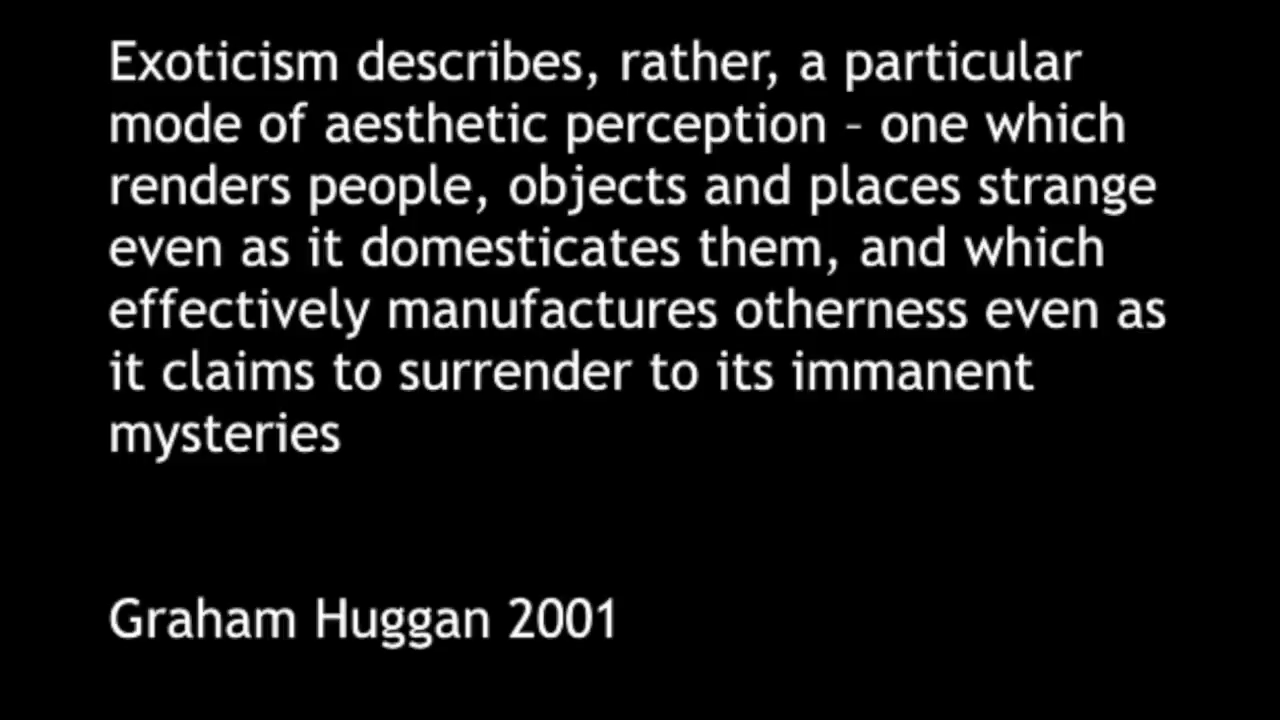 Exoticism describes, rather, a particular
mode of aesthetic perception – one which
renders people, objects and places strange
even as it domesticates them, and which
effectively manufactures otherness even as
it claims to surrender to its immanent
mysteries
Graham Huggan 2001